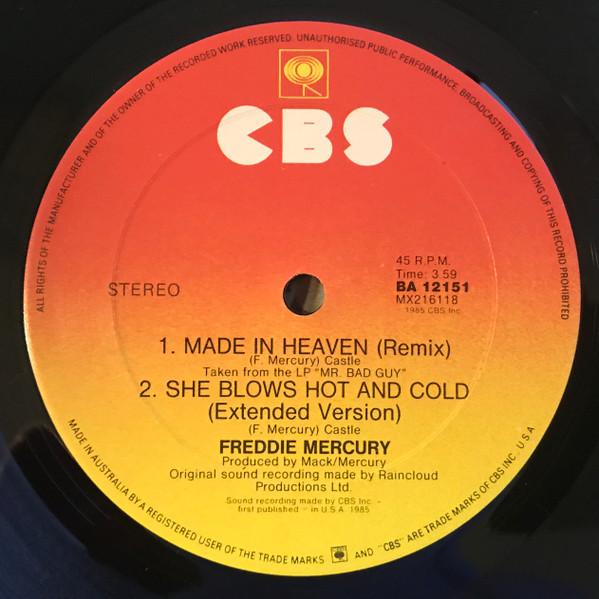 ALL RIGHTS OF THE MANUFACTURER AND OF THE OWNER OF THE RECORDED WORK RESERVED. UNAUTHORISED PUBLIC PERFORMANCE, BROADCASTING AND COPYING OF THIS RECORD PROHIBITED
CBS
STEREO
45 R.P.M.
Time: 3.59
BA 12151
MX216118
1985 CBS Inc.
1. MADE IN HEAVEN (Remix)
(F. Mercury) Castle
Taken from the LP "MR. BAD GUY"
2. SHE BLOWS HOT AND COLD
(Extended Version)
(F. Mercury) Castle
FREDDIE MERCURY
Produced by Mack/Mercury
Original sound recording made by Raincloud
Productions Ltd.
Sound recording made by CBS Inc. -
first published - in U.S.A. 1985
MADE IN AUSTRALIA BY A REGISTERED USER OF THE TRADE MARKS AND "CBS" ARE TRADE MARKS OF CBS INC. U S A